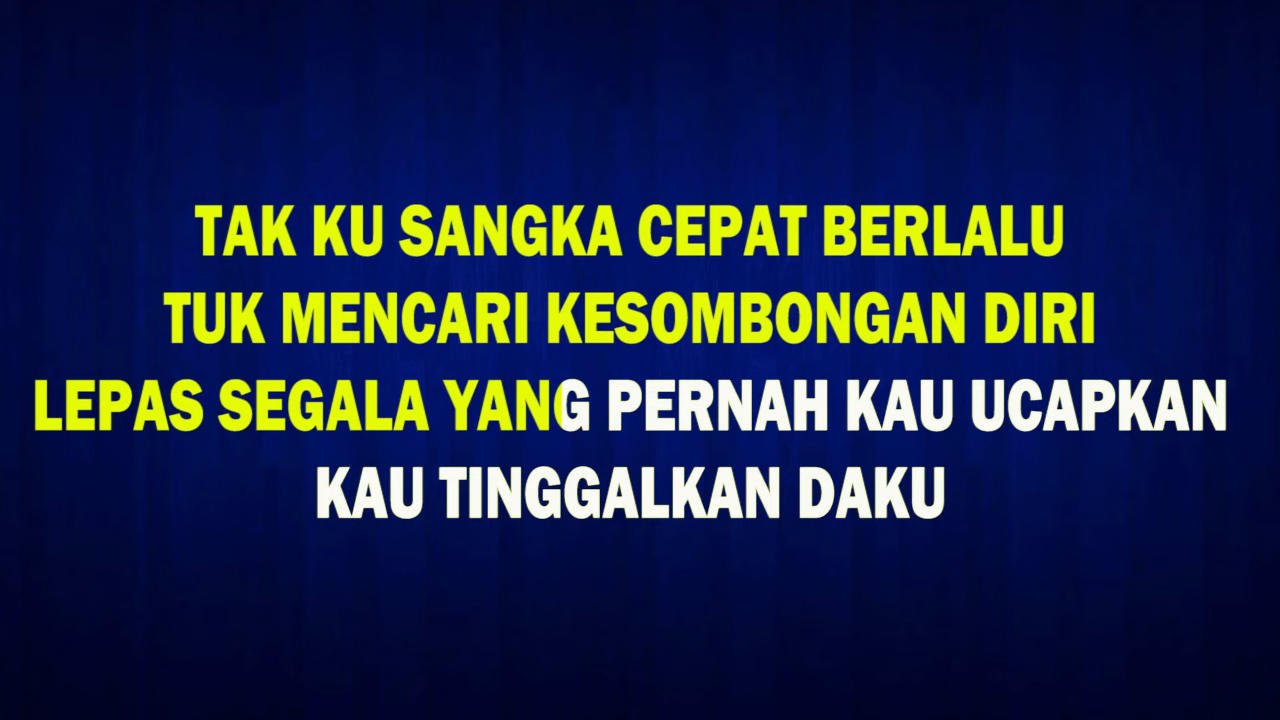 TAK KU SANGKA CEPAT BERLALU
TUK MENCARI KESOMBONGAN DIRI
LEPAS SEGALA YANG PERNAH KAU UCAPKAN
KAU TINGGALKAN DAKU